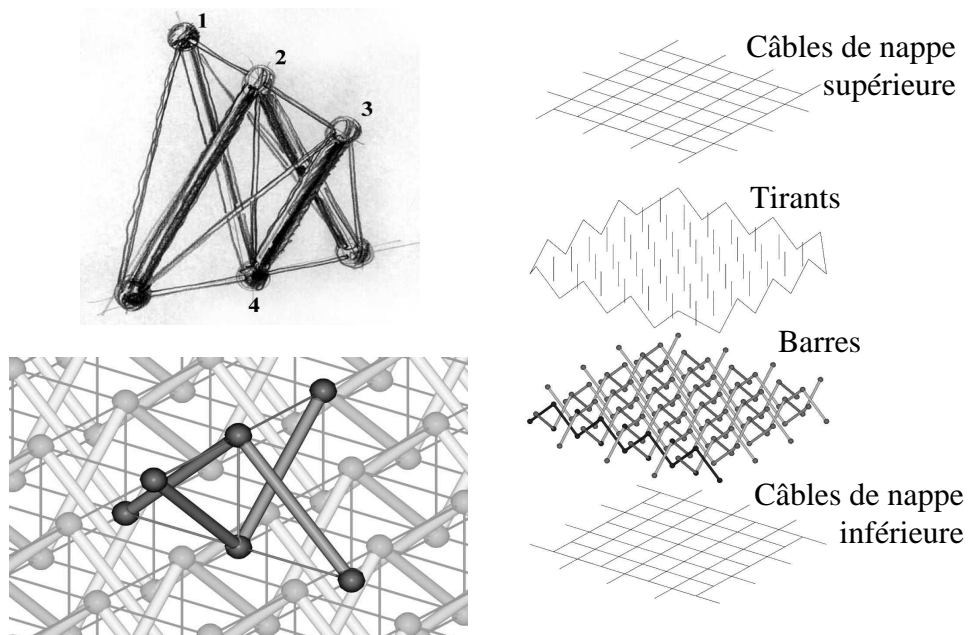 1
2
3
4
Câbles de nappe
supérieure
Tirants
Barres
Câbles de nappe
inférieure